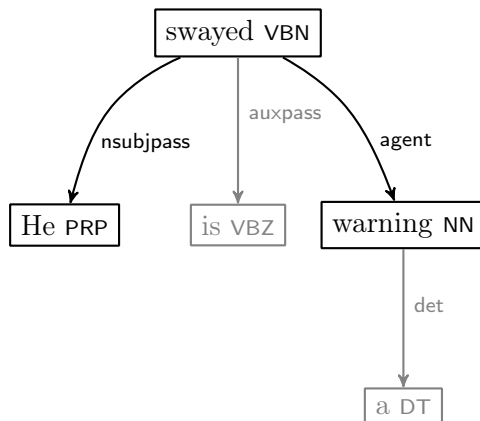 swayed VBN
auxpass
nsubjpass
agent
He PRP
is VBZ
warning NN
det
a DT